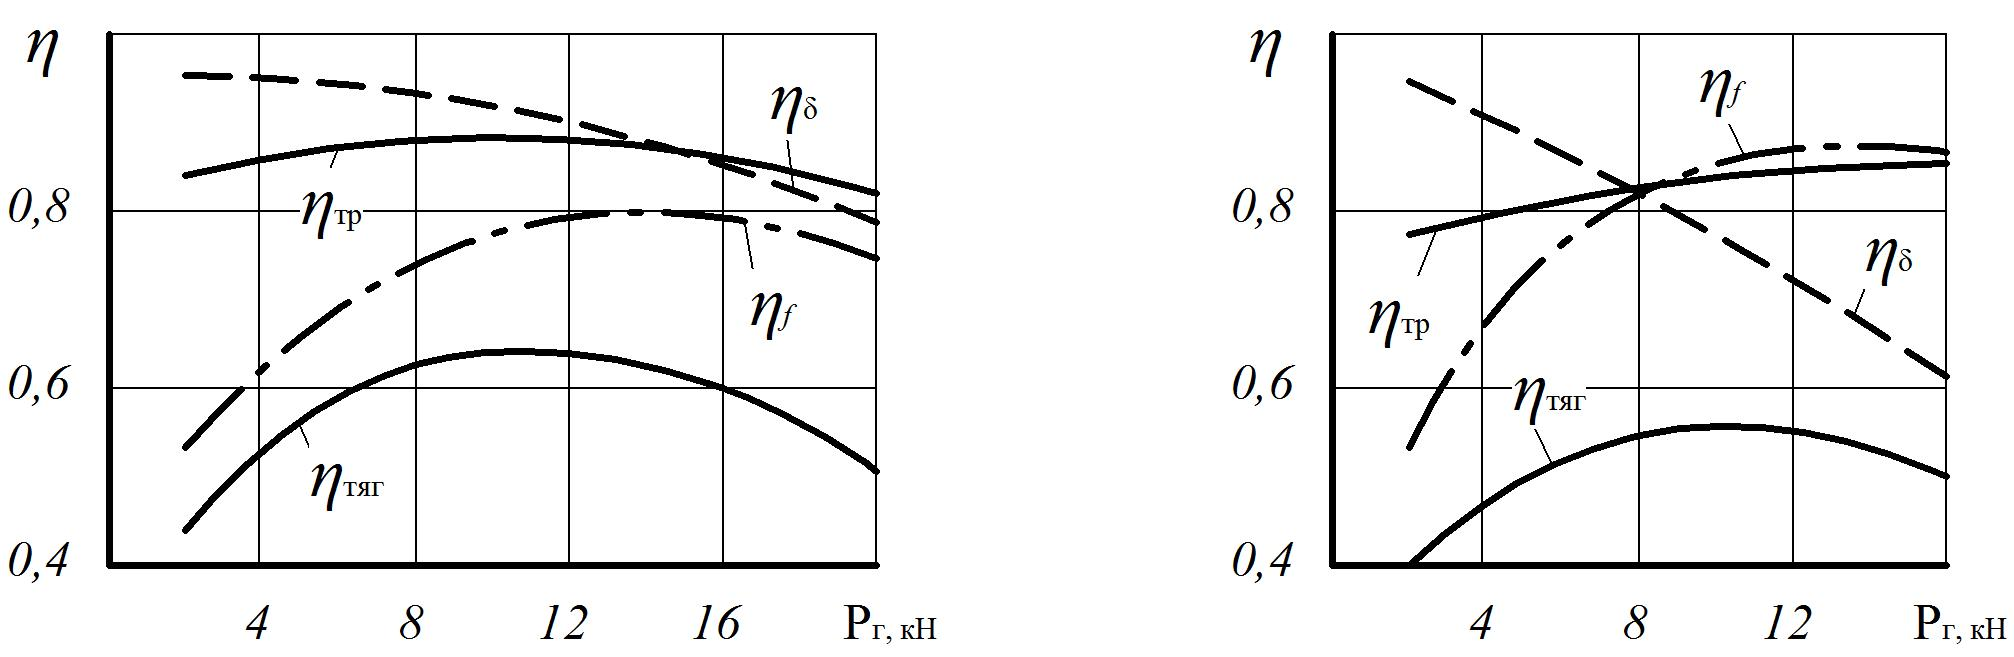 η
η_δ
0,8
η_тр
η_f
0,6
η_тяг
0,4
4 8 12 16 P_г, кН
η
η_f
0,8
η_δ
η_тр
0,6
η_тяг
0,4
4 8 12 P_г, кН